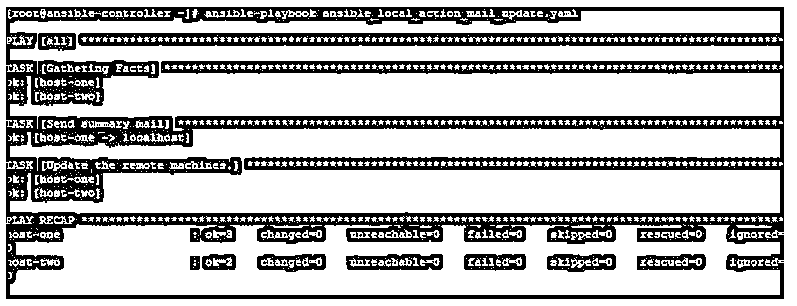 [root@ansible-controller ~]# ansible-playbook ansible_local_action_mail_update.yaml
PLAY [all] ************************************************************************
TASK [Gathering Facts] ************************************************************
ok: [host-one]
ok: [host-two]
TASK [Send summary mail] **********************************************************
ok: [host-one -> localhost]
TASK [Update the remote machines.] ************************************************
ok: [host-one]
ok: [host-two]
PLAY RECAP ************************************************************************
host-one : ok=3 changed=0 unreachable=0 failed=0 skipped=0 rescued=0 ignored=
0
host-two : ok=2 changed=0 unreachable=0 failed=0 skipped=0 rescued=0 ignored=
0